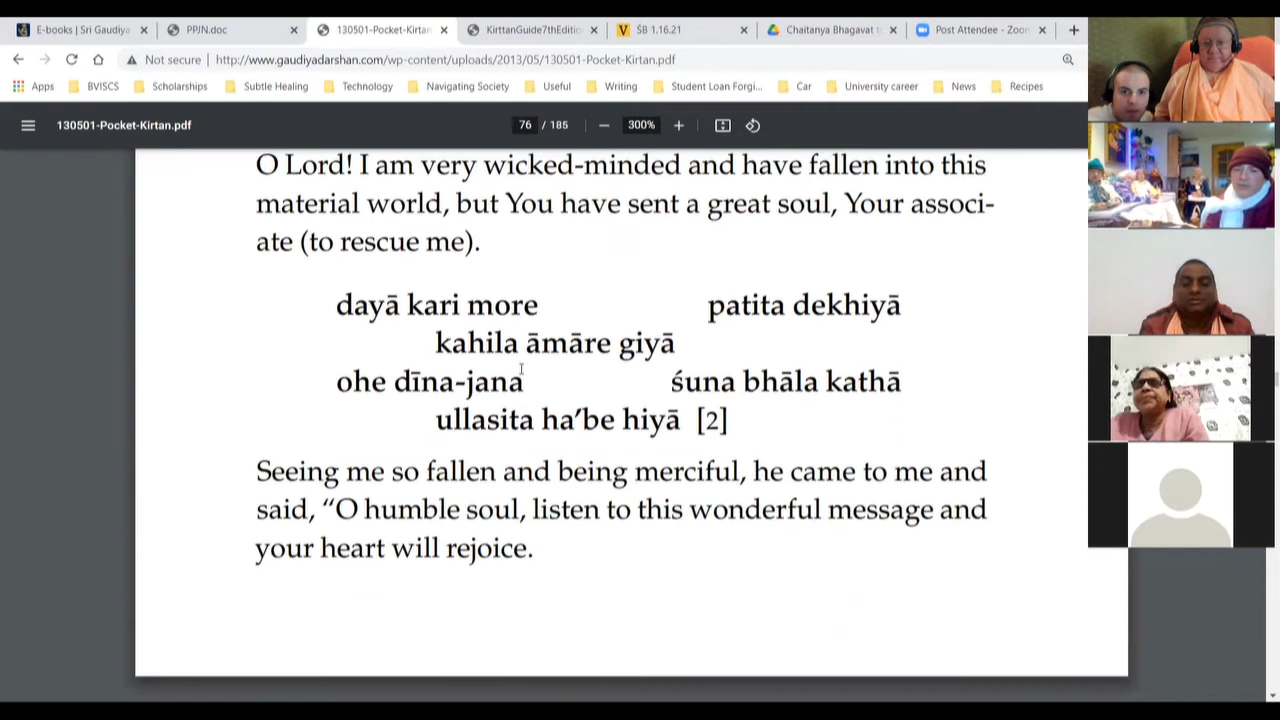 E-books | Sri Gaudiya
PPJN.doc
130501-Pocket-Kirtan
KirttanGuide7thEditio
ŚB 1.16.21
Chaitanya Bhagavat t
Post Attendee - Zoom
Not secure
http://www.gaudiyadarshan.com/wp-content/uploads/2013/05/130501-Pocket-Kirtan.pdf
Apps BVISCS Scholarships Subtle Healing Technology Navigating Society Useful Writing Student Loan Forgi... Car University career News Recipes
130501-Pocket-Kirtan.pdf 76 / 185 300%
O Lord! I am very wicked-minded and have fallen into this
material world, but You have sent a great soul, Your associ-
ate (to rescue me).
dayā kari more patita dekhiyā
kahila āmāre giyā
ohe dīna-jana śuna bhāla kathā
ullasita ha’be hiyā [2]
Seeing me so fallen and being merciful, he came to me and
said, “O humble soul, listen to this wonderful message and
your heart will rejoice.